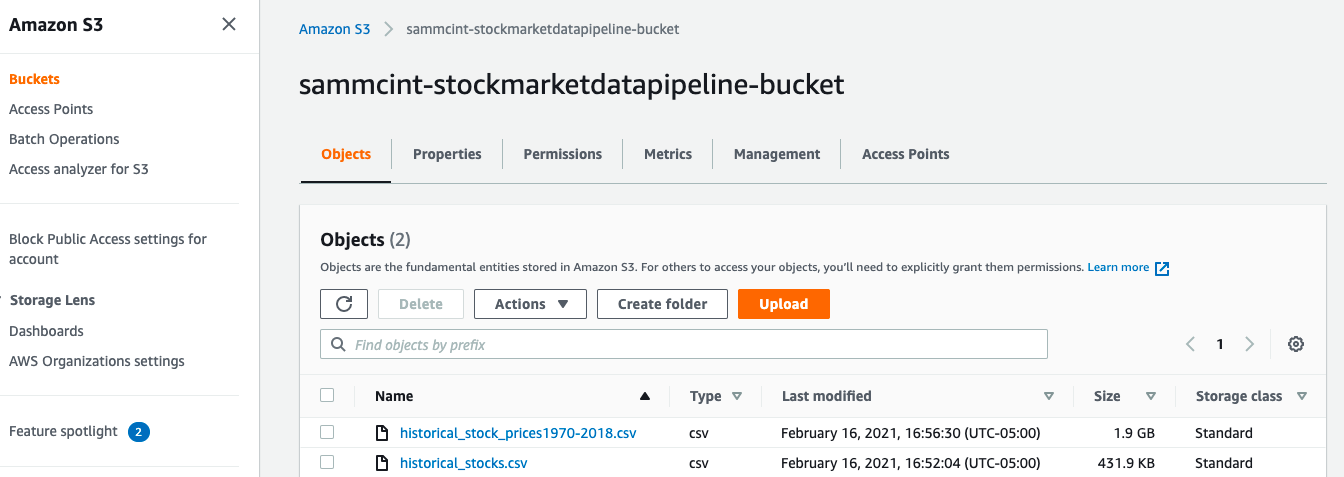 Amazon S3
Buckets
Access Points
Batch Operations
Access analyzer for S3
Block Public Access settings for
account
Storage Lens
Dashboards
AWS Organizations settings
Feature spotlight 2
Amazon S3 > sammcint-stockmarketdatapipeline-bucket
sammcint-stockmarketdatapipeline-bucket
Objects Properties Permissions Metrics Management Access Points
Objects (2)
Objects are the fundamental entities stored in Amazon S3. For others to access your objects, you'll need to explicitly grant them permissions. Learn more
Delete Actions Create folder Upload
Find objects by prefix 1
Name Type Last modified Size Storage class
historical_stock_prices1970-2018.csv csv February 16, 2021, 16:56:30 (UTC-05:00) 1.9 GB Standard
historical_stocks.csv csv February 16, 2021, 16:52:04 (UTC-05:00) 431.9 KB Standard